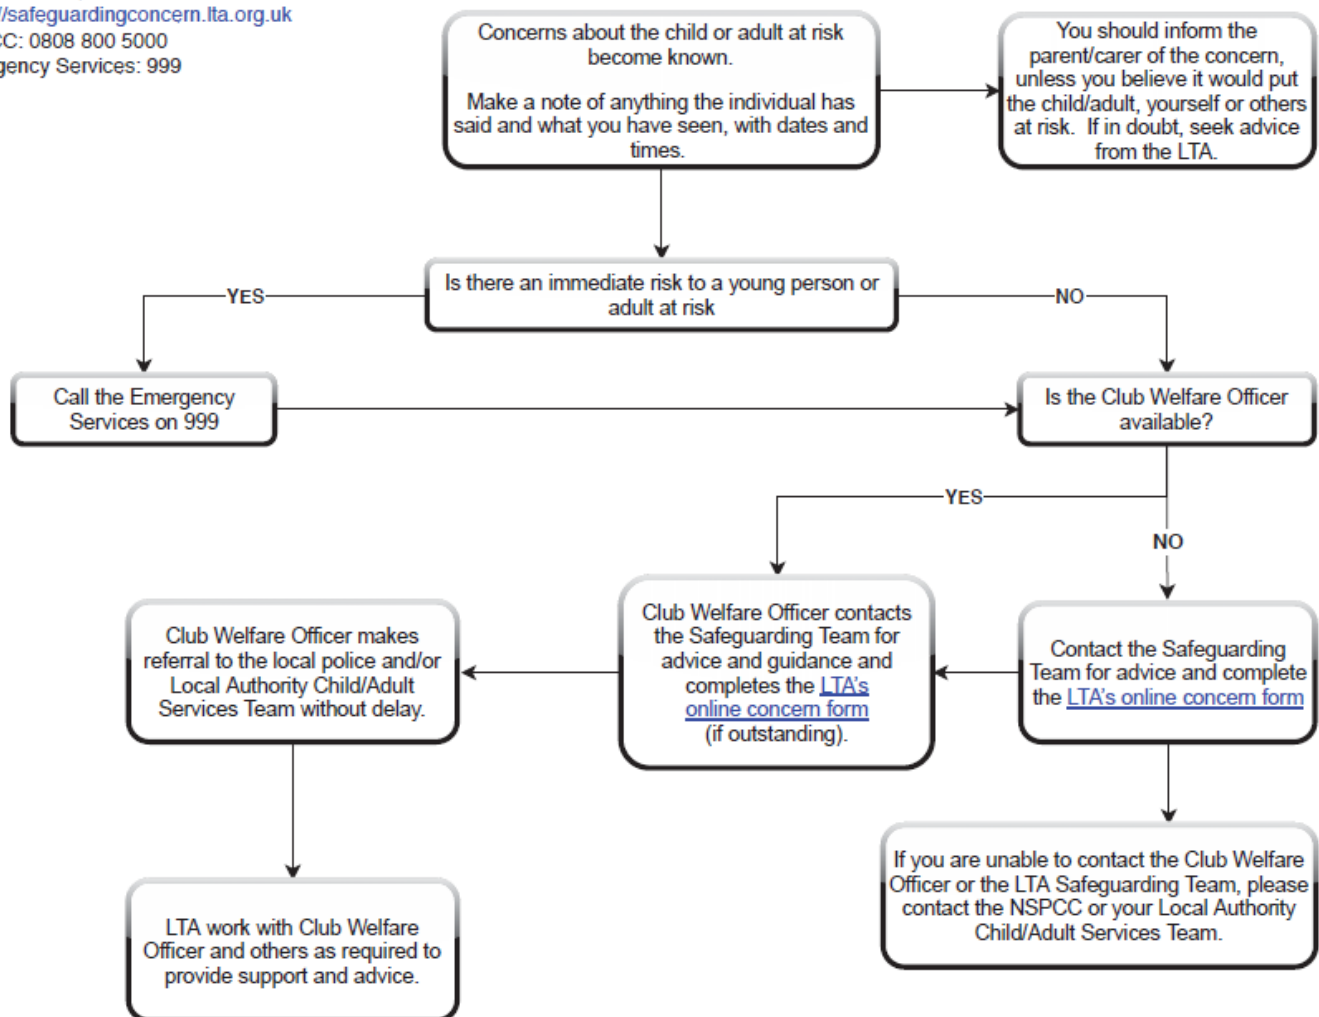 //safeguardingconcern.lta.org.uk
CC: 0808 800 5000
gency Services: 999
Concerns about the child or adult at risk
become known.
Make a note of anything the individual has
said and what you have seen, with dates and
times.
You should inform the
parent/carer of the concern,
unless you believe it would put
the child/adult, yourself or others
at risk. If in doubt, seek advice
from the LTA.
Is there an immediate risk to a young person or
adult at risk
YES
NO
Call the Emergency
Services on 999
Is the Club Welfare Officer
available?
YES
NO
Club Welfare Officer makes
referral to the local police and/or
Local Authority Child/Adult
Services Team without delay.
Club Welfare Officer contacts
the Safeguarding Team for
advice and guidance and
completes the LTA's
online concern form
(if outstanding).
Contact the Safeguarding
Team for advice and complete
the LTA's online concern form
If you are unable to contact the Club Welfare
Officer or the LTA Safeguarding Team, please
contact the NSPCC or your Local Authority
Child/Adult Services Team.
LTA work with Club Welfare
Officer and others as required to
provide support and advice.